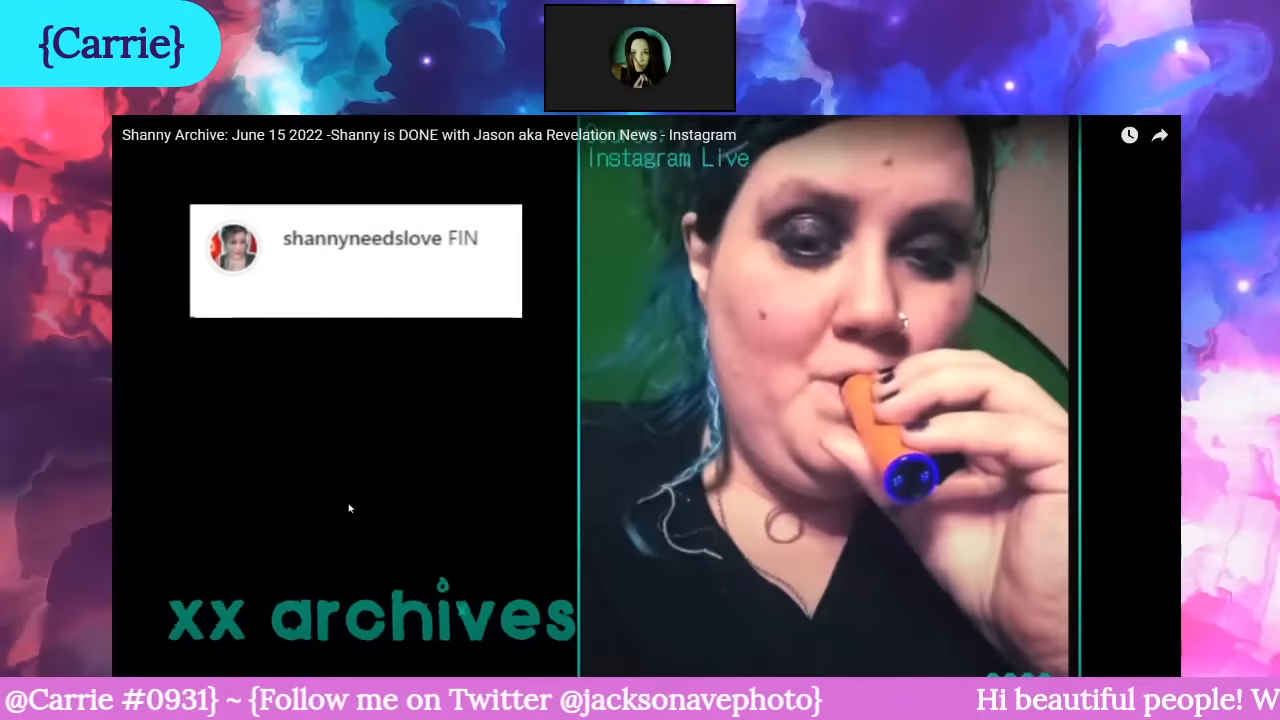 {Carrie}
Shanny Archive: June 15 2022 -Shanny is DONE with Jason aka Revelation News - Instagram
Instagram Live
X X
shannyneedslove FIN
xx archives
@Carrie #0931} ~ {Follow me on Twitter @jacksonavephoto}
Hi beautiful people! W